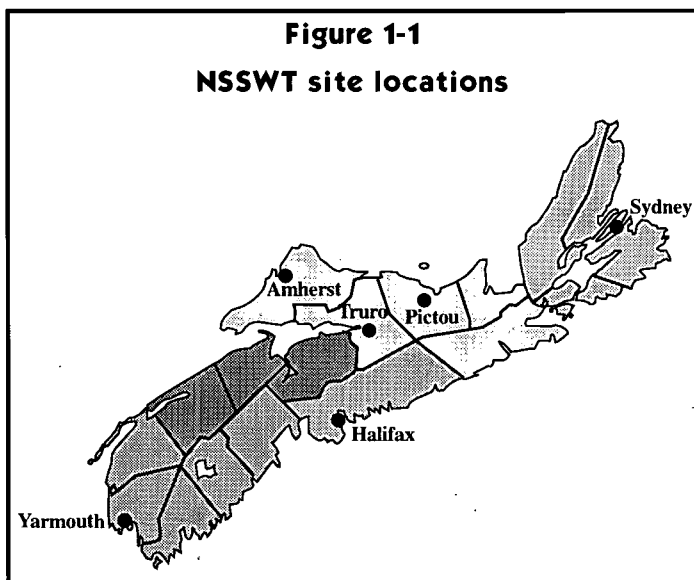 Figure 1-1
NSSWT site locations
Sydney
Amherst
Truro
Pictou
Halifax
Yarmouth